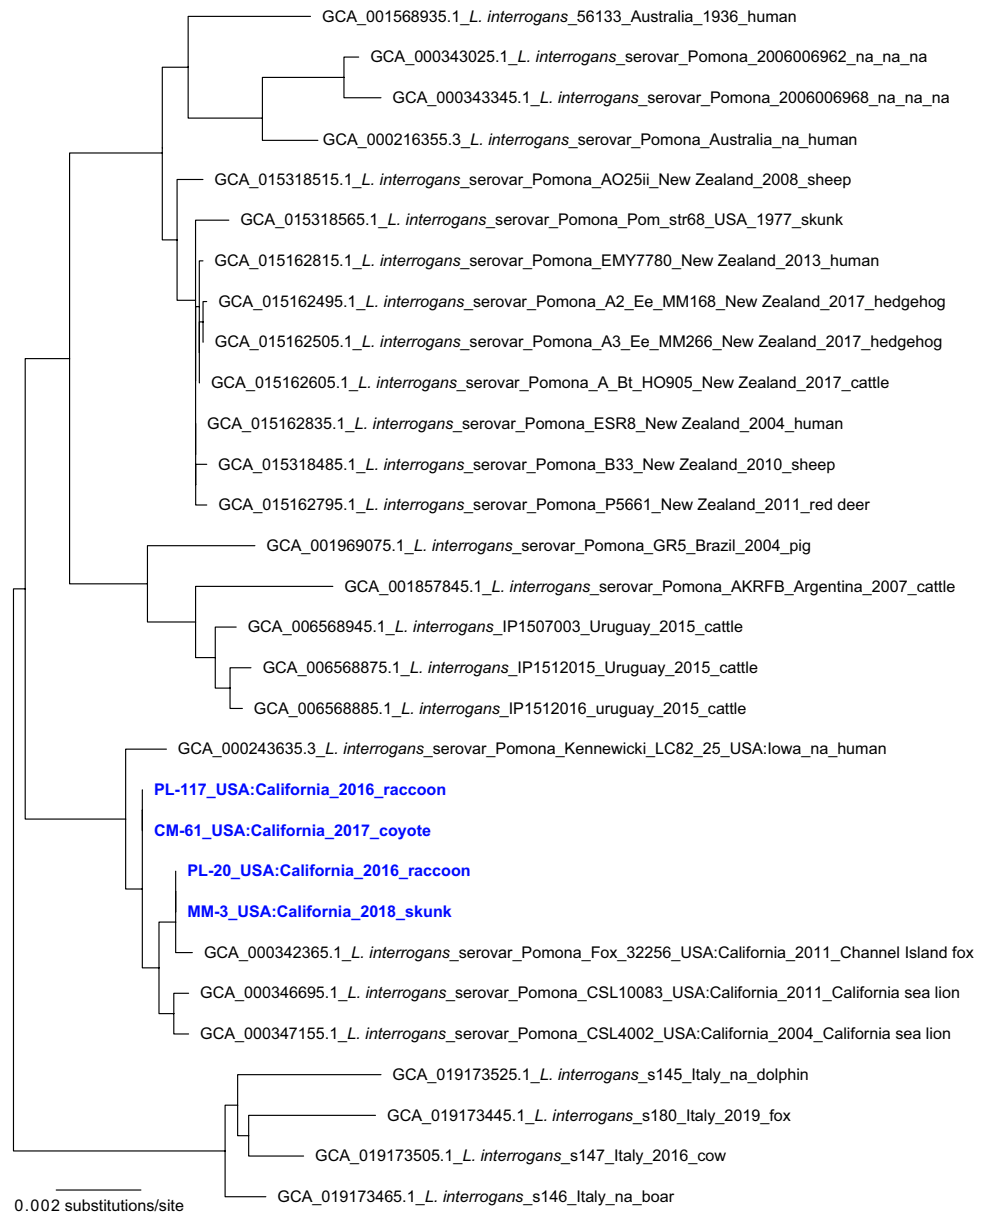 GCA_001568935.1_L. interrogans_56133_Australia_1936_human
GCA_000343025.1_L. interrogans_serovar_Pomona_2006006962_na_na_na
GCA_000343345.1_L. interrogans_serovar_Pomona_2006006968_na_na_na
GCA_000216355.3_L. interrogans_serovar_Pomona_Australia_na_human
GCA_015318515.1_L. interrogans_serovar_Pomona_AO25ii_New Zealand_2008_sheep
GCA_015318565.1_L. interrogans_serovar_Pomona_Pom_str68_USA_1977_skunk
GCA_015162815.1_L. interrogans_serovar_Pomona_EMY7780_New Zealand_2013_human
GCA_015162495.1_L. interrogans_serovar_Pomona_A2_Ee_MM168_New Zealand_2017_hedgehog
GCA_015162505.1_L. interrogans_serovar_Pomona_A3_Ee_MM266_New Zealand_2017_hedgehog
GCA_015162605.1_L. interrogans_serovar_Pomona_A_Bt_HO905_New Zealand_2017_cattle
GCA_015162835.1_L. interrogans_serovar_Pomona_ESR8_New Zealand_2004_human
GCA_015318485.1_L. interrogans_serovar_Pomona_B33_New Zealand_2010_sheep
GCA_015162795.1_L. interrogans_serovar_Pomona_P5661_New Zealand_2011_red deer
GCA_001969075.1_L. interrogans_serovar_Pomona_GR5_Brazil_2004_pig
GCA_001857845.1_L. interrogans_serovar_Pomona_AKRFB_Argentina_2007_cattle
GCA_006568945.1_L. interrogans_IP1507003_Uruguay_2015_cattle
GCA_006568875.1_L. interrogans_IP1512015_Uruguay_2015_cattle
GCA_006568885.1_L. interrogans_IP1512016_uruguay_2015_cattle
GCA_000243635.3_L. interrogans_serovar_Pomona_Kennewicki_LC82_25_USA:Iowa_na_human
PL-117_USA:California_2016_raccoon
CM-61_USA:California_2017_coyote
PL-20_USA:California_2016_raccoon
MM-3_USA:California_2018_skunk
GCA_000342365.1_L. interrogans_serovar_Pomona_Fox_32256_USA:California_2011_Channel Island fox
GCA_000346695.1_L. interrogans_serovar_Pomona_CSL10083_USA:California_2011_California sea lion
GCA_000347155.1_L. interrogans_serovar_Pomona_CSL4002_USA:California_2004_California sea lion
GCA_019173525.1_L. interrogans_s145_Italy_na_dolphin
GCA_019173445.1_L. interrogans_s180_Italy_2019_fox
GCA_019173505.1_L. interrogans_s147_Italy_2016_cow
GCA_019173465.1_L. interrogans_s146_Italy_na_boar
0.002 substitutions/site